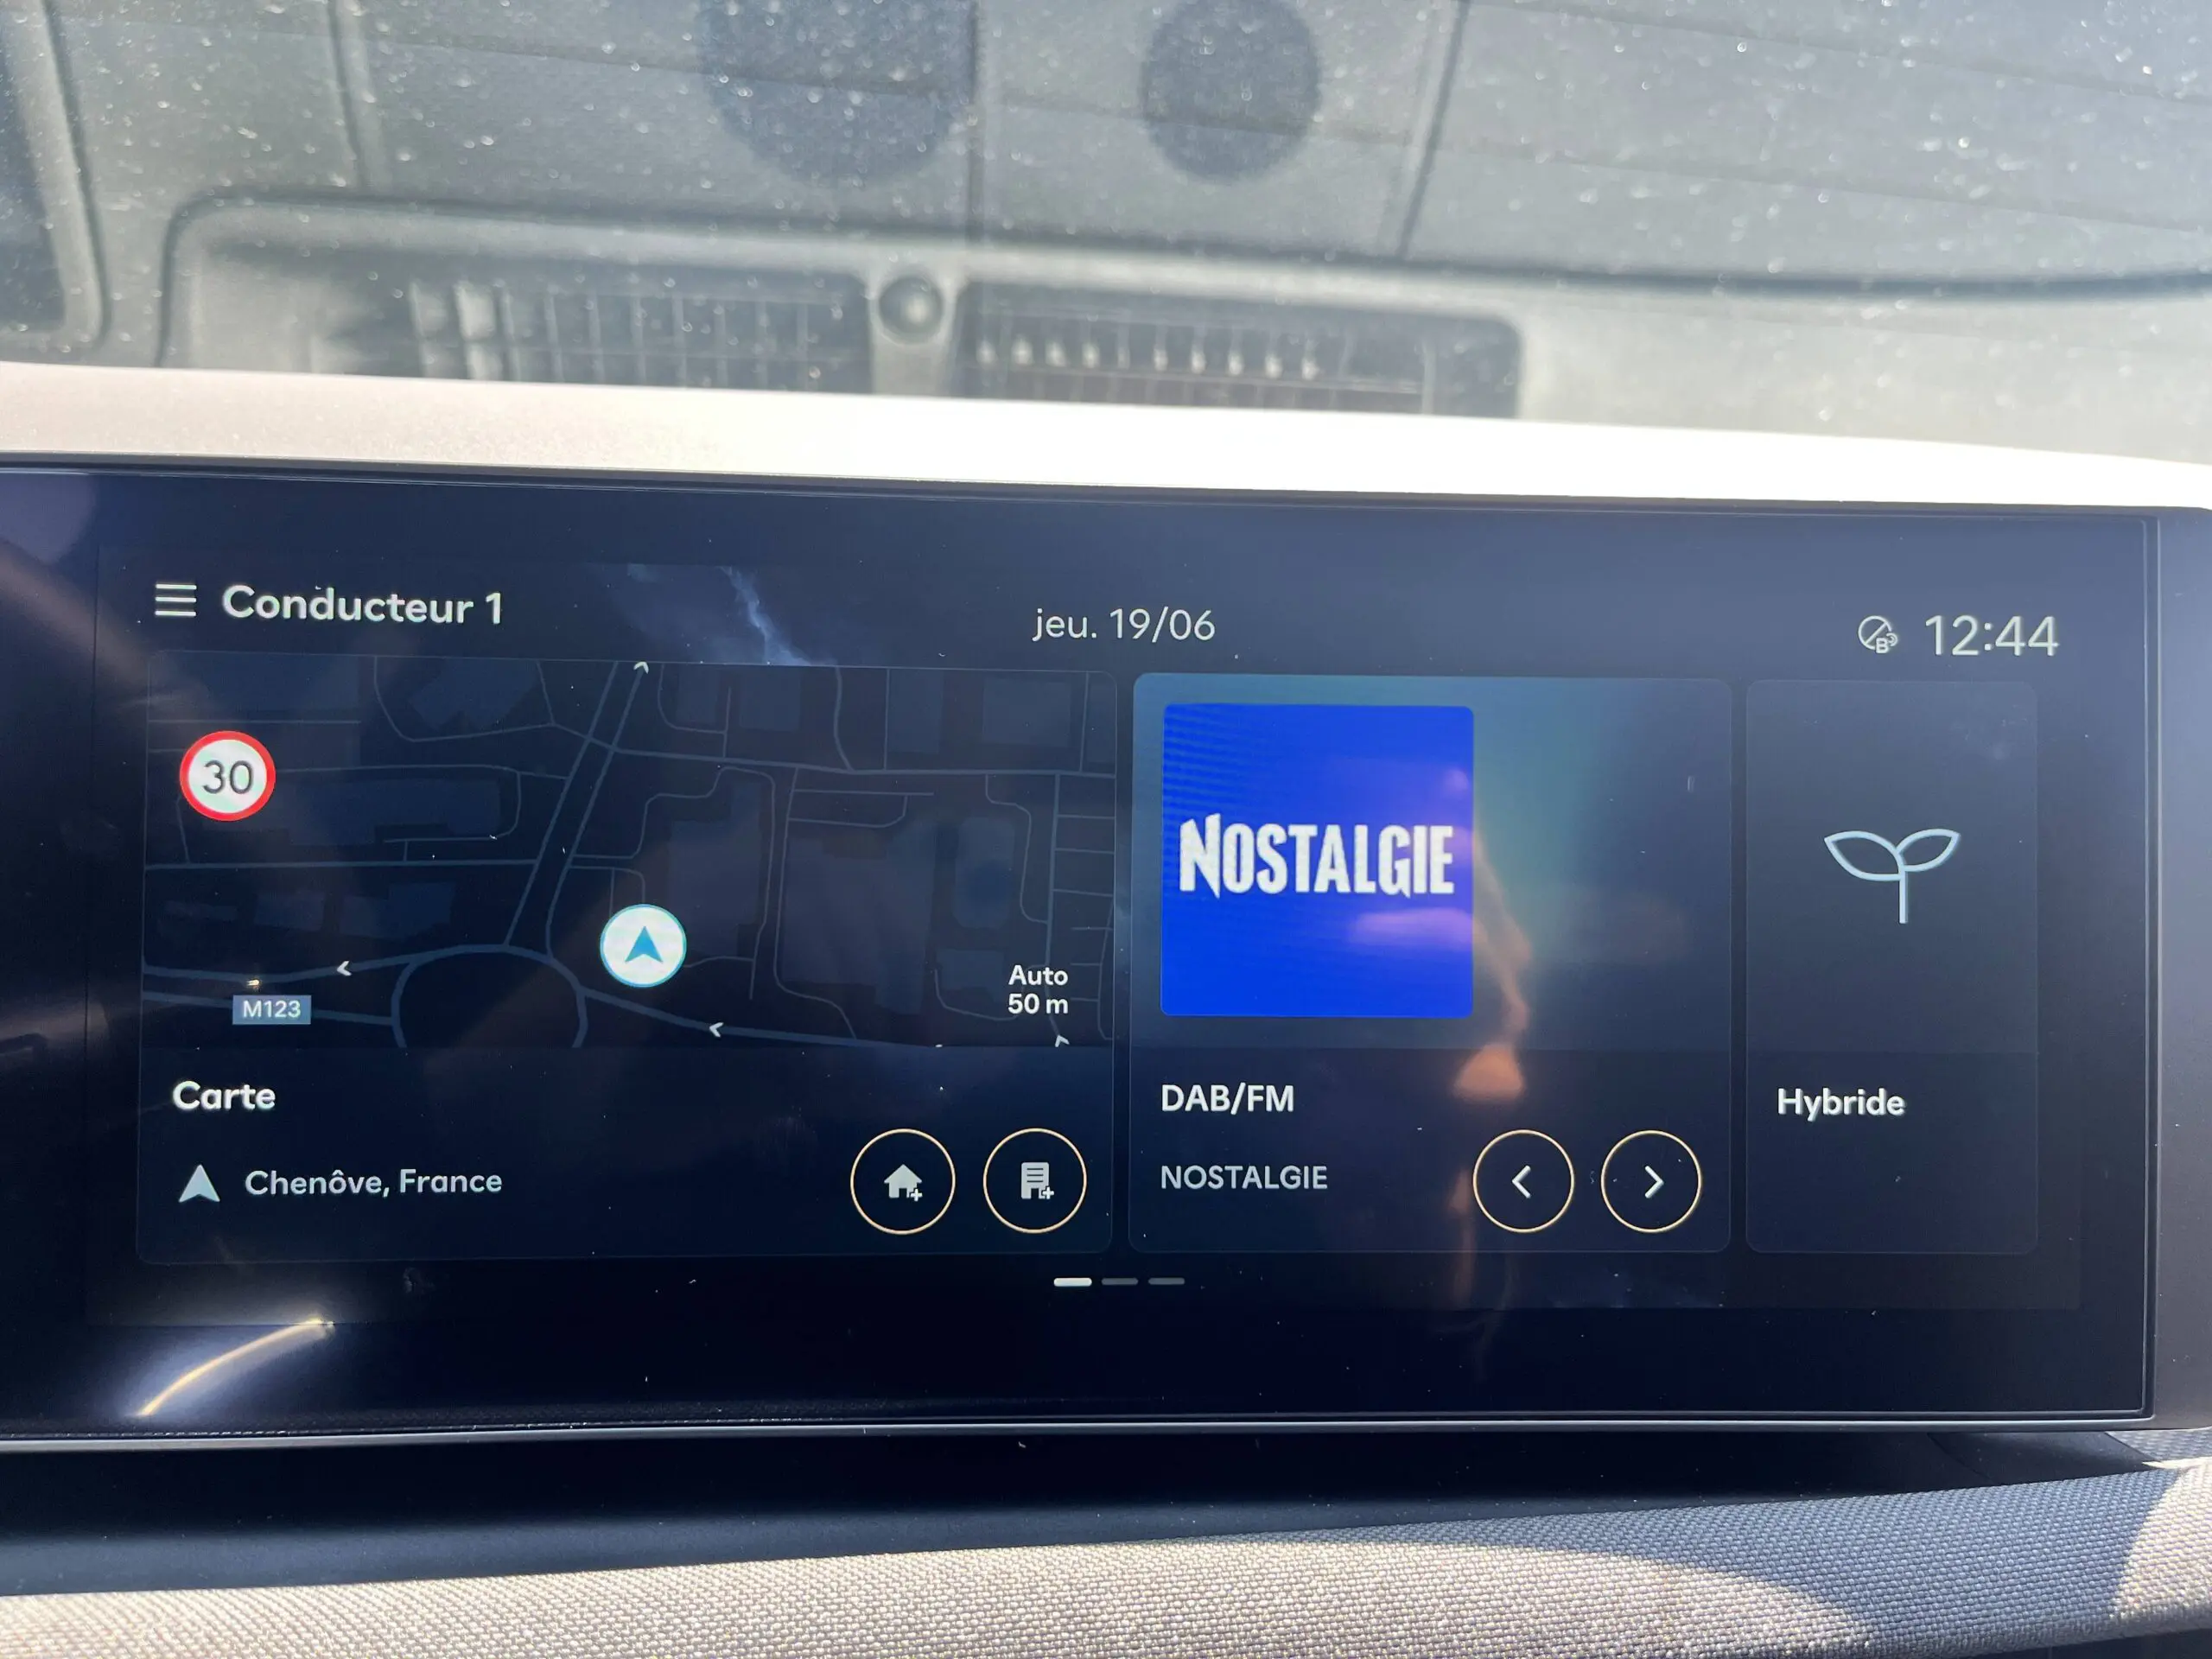 Conducteur 1
jeu. 19/06
12:44
30
M123
Auto
50 m
Carte
Chenôve, France
NOSTALGIE
DAB/FM
NOSTALGIE
Hybride